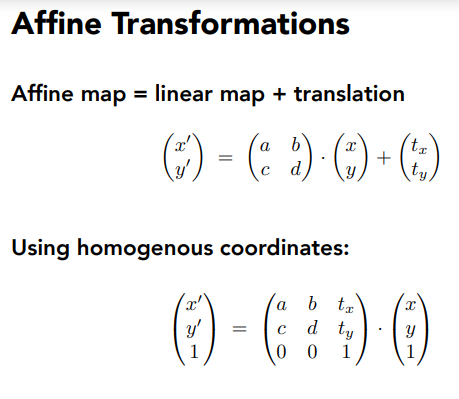 Affine Transformations
Affine map = linear map + translation
$$\begin{pmatrix} x' \\ y' \end{pmatrix} = \begin{pmatrix} a & b \\ c & d \end{pmatrix} \cdot \begin{pmatrix} x \\ y \end{pmatrix} + \begin{pmatrix} t_x \\ t_y \end{pmatrix}$$
Using homogenous coordinates:
$$\begin{pmatrix} x' \\ y' \\ 1 \end{pmatrix} = \begin{pmatrix} a & b & t_x \\ c & d & t_y \\ 0 & 0 & 1 \end{pmatrix} \cdot \begin{pmatrix} x \\ y \\ 1 \end{pmatrix}$$